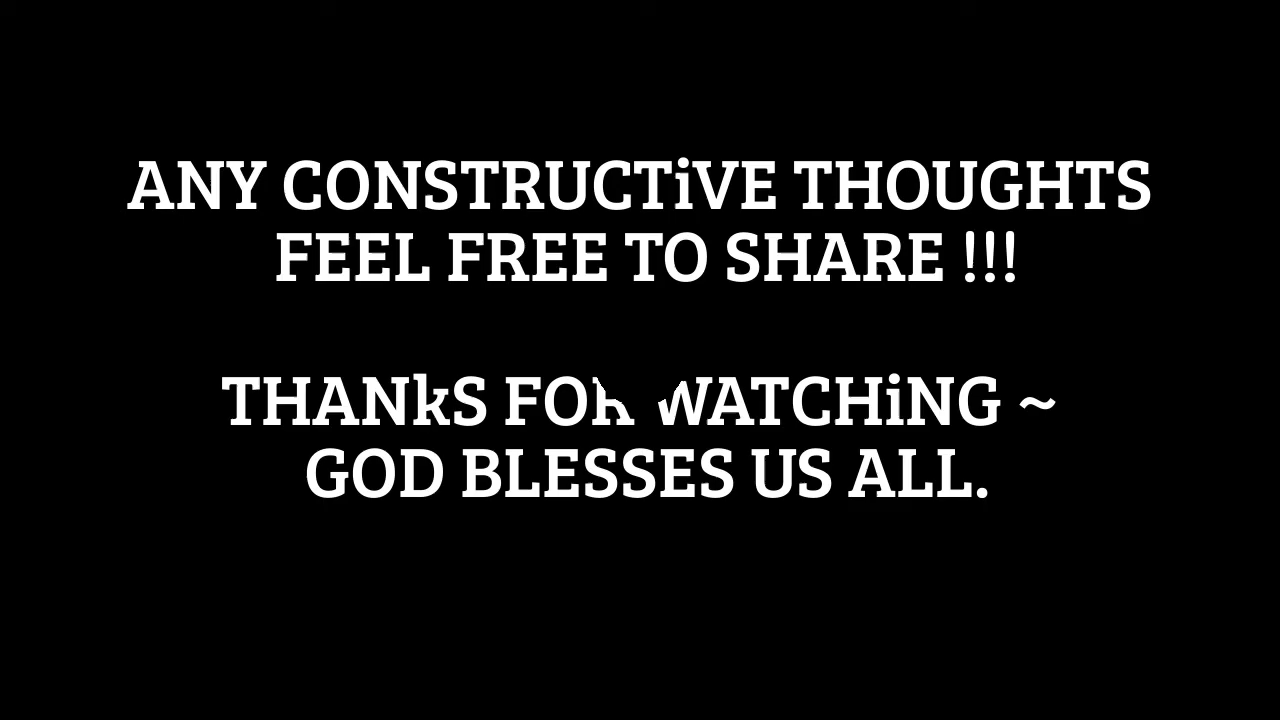 ANY CONSTRUCTiVE THOUGHTS
FEEL FREE TO SHARE !!!
THANkS FOR WATCHiNG ~
GOD BLESSES US ALL.